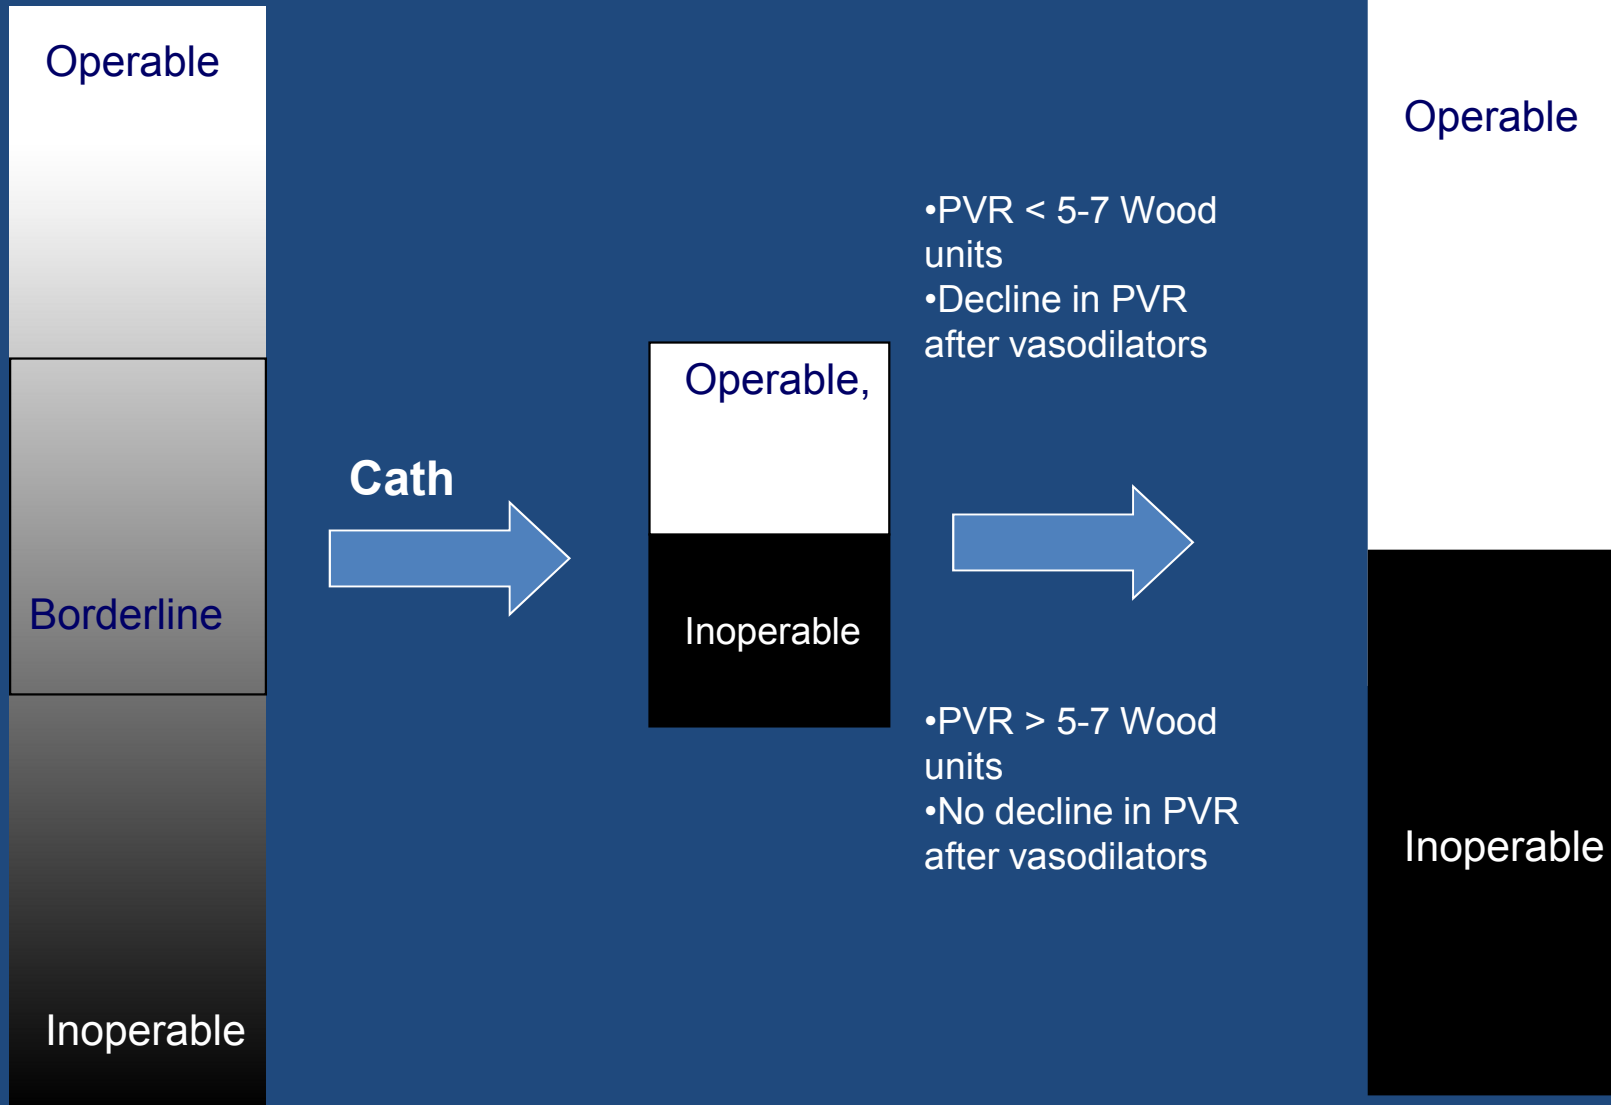 Operable
Borderline
Inoperable
Cath
Operable,
Inoperable
•PVR < 5-7 Wood
units
•Decline in PVR
after vasodilators
•PVR > 5-7 Wood
units
•No decline in PVR
after vasodilators
Operable
Inoperable